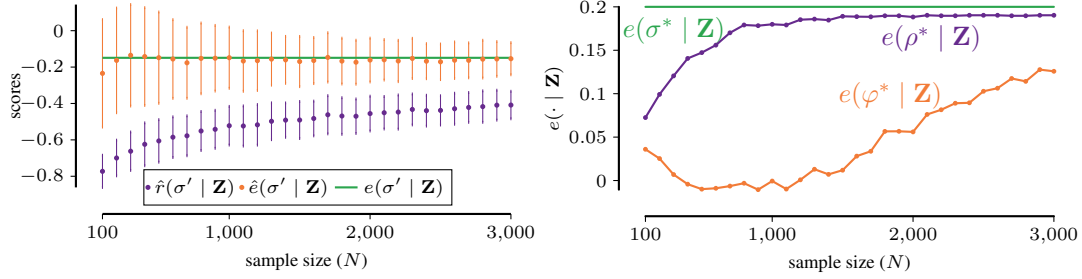 scores
0
−0.2
−0.4
−0.6
−0.8
r̂(σ′ | Z) ê(σ′ | Z) e(σ′ | Z)
100 1,000 2,000 3,000
sample size (N)
e(· | Z)
0.2
0.15
0.1
0.05
0
e(σ* | Z)
e(ρ* | Z)
e(φ* | Z)
100 1,000 2,000 3,000
sample size (N)